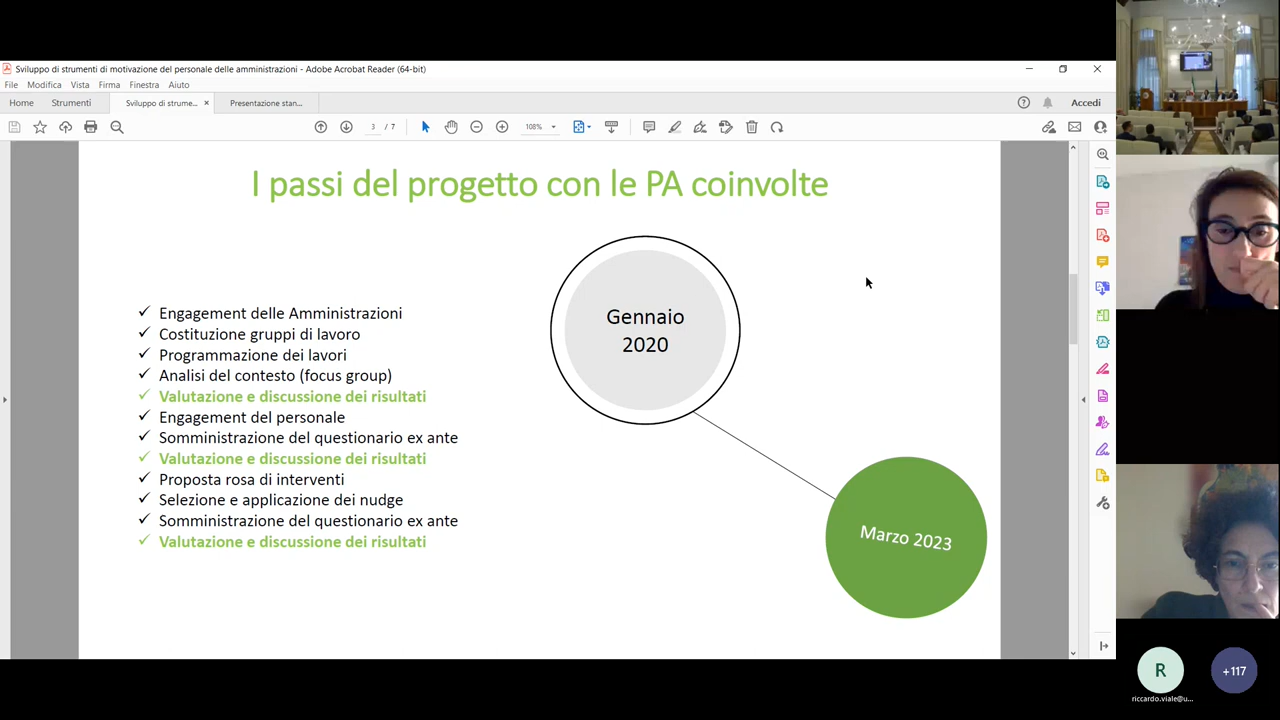 Sviluppo di strumenti di motivazione del personale delle amministrazioni - Adobe Acrobat Reader (64-bit)
File Modifica Vista Firma Finestra Aiuto
Home Strumenti Sviluppo di strume... × Presentazione stan... Accedi
3 / 7 108%
I passi del progetto con le PA coinvolte
Gennaio
2020
✓ Engagement delle Amministrazioni
✓ Costituzione gruppi di lavoro
✓ Programmazione dei lavori
✓ Analisi del contesto (focus group)
✓ Valutazione e discussione dei risultati
✓ Engagement del personale
✓ Somministrazione del questionario ex ante
✓ Valutazione e discussione dei risultati
✓ Proposta rosa di interventi
✓ Selezione e applicazione dei nudge
✓ Somministrazione del questionario ex ante
✓ Valutazione e discussione dei risultati
Marzo 2023
R
+117
riccardo.viale@u...